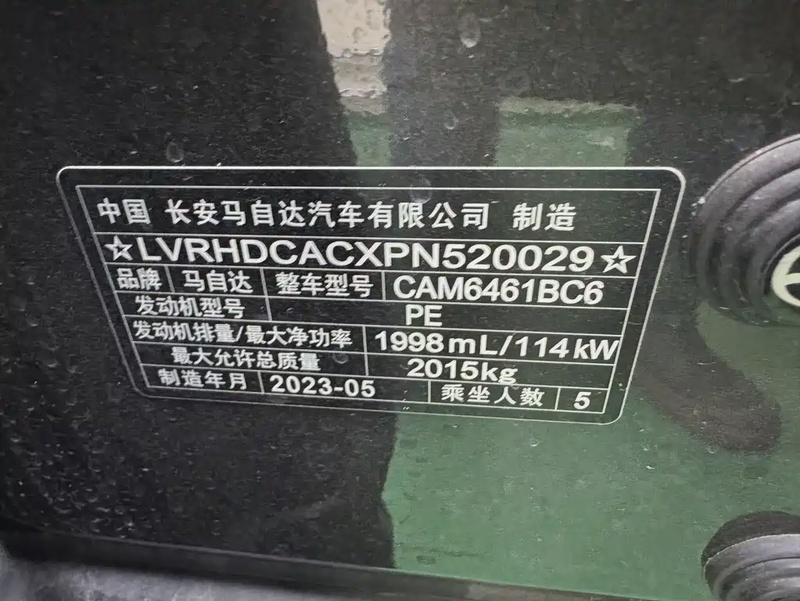 中国 长安马自达汽车有限公司 制造
☆LVRHDCACXPN520029☆
品牌 马自达 整车型号 CAM6461BC6
发动机型号 PE
发动机排量/最大净功率 1998mL/114kW
最大允许总质量 2015kg
制造年月 2023-05 乘坐人数 5